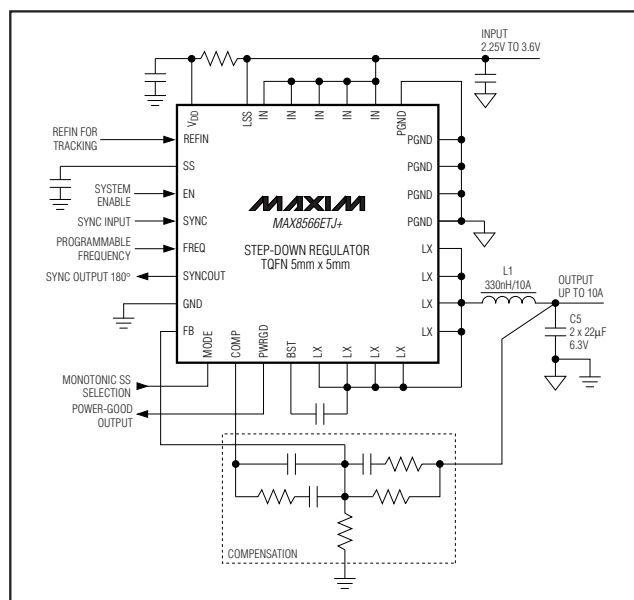 INPUT
2.25V TO 3.6V
VDD
LSS
IN
IN
IN
IN
IN
PGND
REFIN FOR
TRACKING
REFIN
PGND
SS
PGND
SYSTEM
ENABLE
EN
MAXIM
MAX8566ETJ+
PGND
SYNC INPUT
SYNC
PGND
PROGRAMMABLE
FREQUENCY
FREQ
STEP-DOWN REGULATOR
TQFN 5mm x 5mm
LX
SYNC OUTPUT 180°
SYNCOUT
LX
L1
330nH/10A
OUTPUT
UP TO 10A
GND
LX
FB
LX
C5
2 x 22µF
6.3V
MODE
COMP
PWRGD
BST
LX
LX
LX
LX
MONOTONIC SS
SELECTION
POWER-GOOD
OUTPUT
COMPENSATION